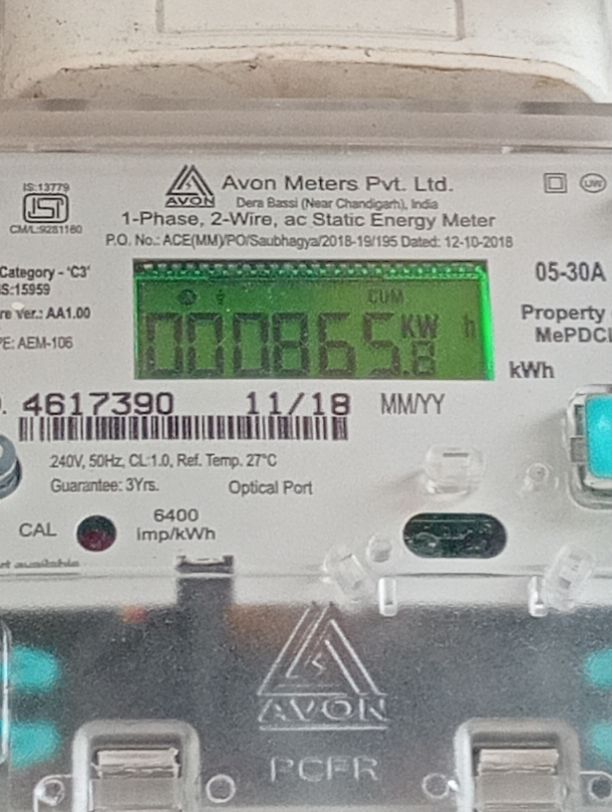 Avon Meters Pvt. Ltd.
AVON
Dera Bassi (Near Chandigarh), India
1-Phase, 2-Wire, ac Static Energy Meter
P.O. No.: ACE(MM)/PO/Saubhagya/2018-19/195 Dated: 12-10-2018
IS:13779
ISI
CM/L:9281160
UW
Category - 'C3'
IS:15959
re Ver.: AA1.00
PE: AEM-106
CUM
000865.8 KW h
05-30A
Property
MePDCL
kWh
4617390 11/18 MM/YY
240V, 50Hz, CL:1.0, Ref. Temp. 27°C
Guarantee: 3Yrs. Optical Port
CAL
6400
imp/kWh
available
AVON
PCFR